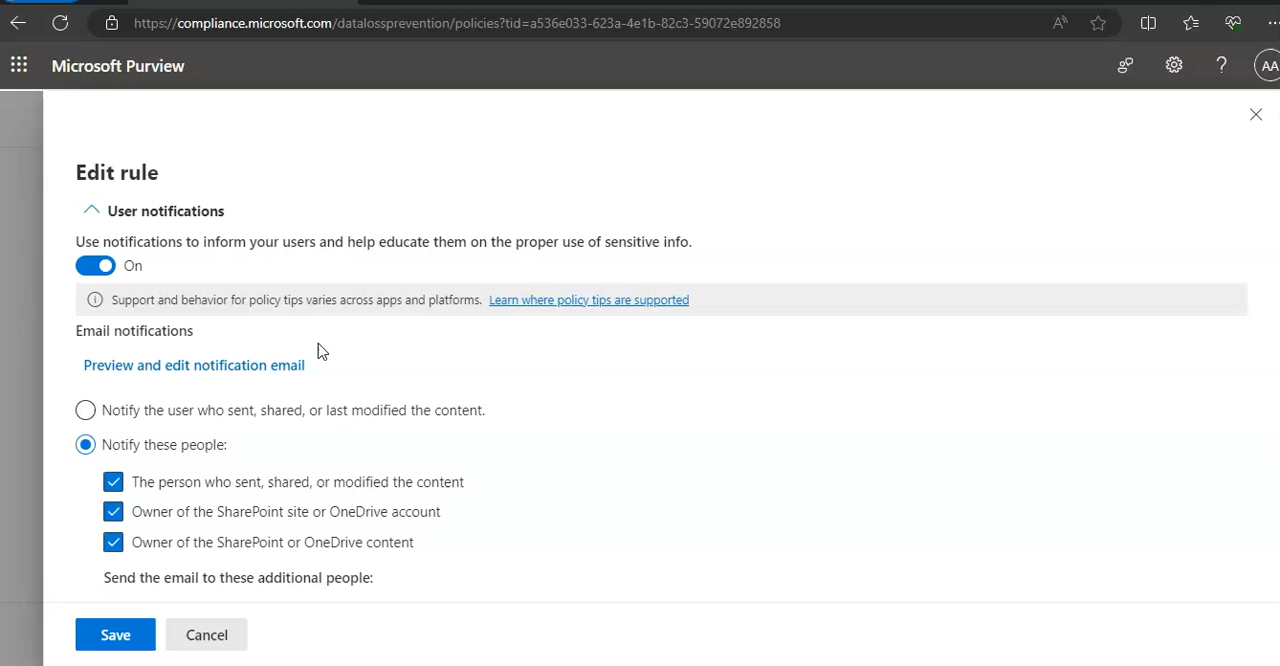 https://compliance.microsoft.com/datalossprevention/policies?tid=a536e033-623a-4e1b-82c3-59072e892858
Microsoft Purview
AA
Edit rule
User notifications
Use notifications to inform your users and help educate them on the proper use of sensitive info.
On
Support and behavior for policy tips varies across apps and platforms. Learn where policy tips are supported
Email notifications
Preview and edit notification email
Notify the user who sent, shared, or last modified the content.
Notify these people:
The person who sent, shared, or modified the content
Owner of the SharePoint site or OneDrive account
Owner of the SharePoint or OneDrive content
Send the email to these additional people:
Save Cancel